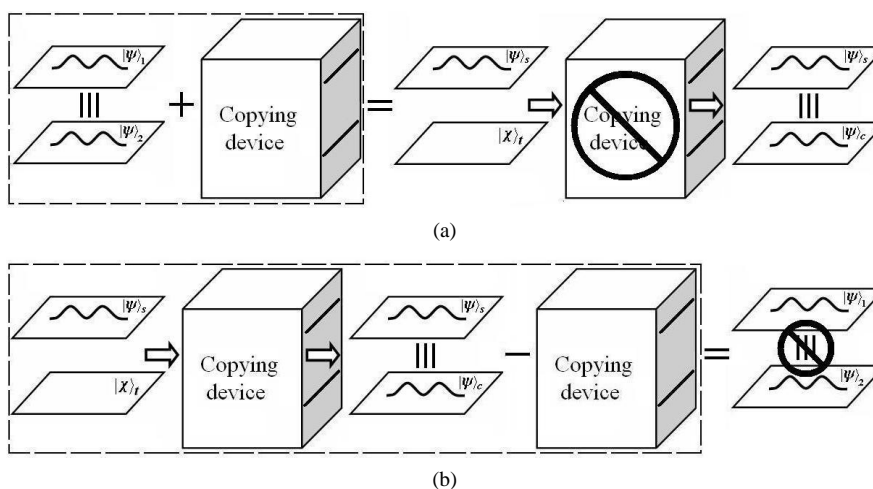 |ψ⟩₁ |ψ⟩ₛ |ψ⟩ₛ
||| + Copying device = Copying device |||
|ψ⟩₂ |χ⟩ₜ |ψ⟩c
(a)
|ψ⟩ₛ |ψ⟩ₛ |ψ⟩₁
Copying device ||| − Copying device = |||
|χ⟩ₜ |ψ⟩c |ψ⟩₂
(b)